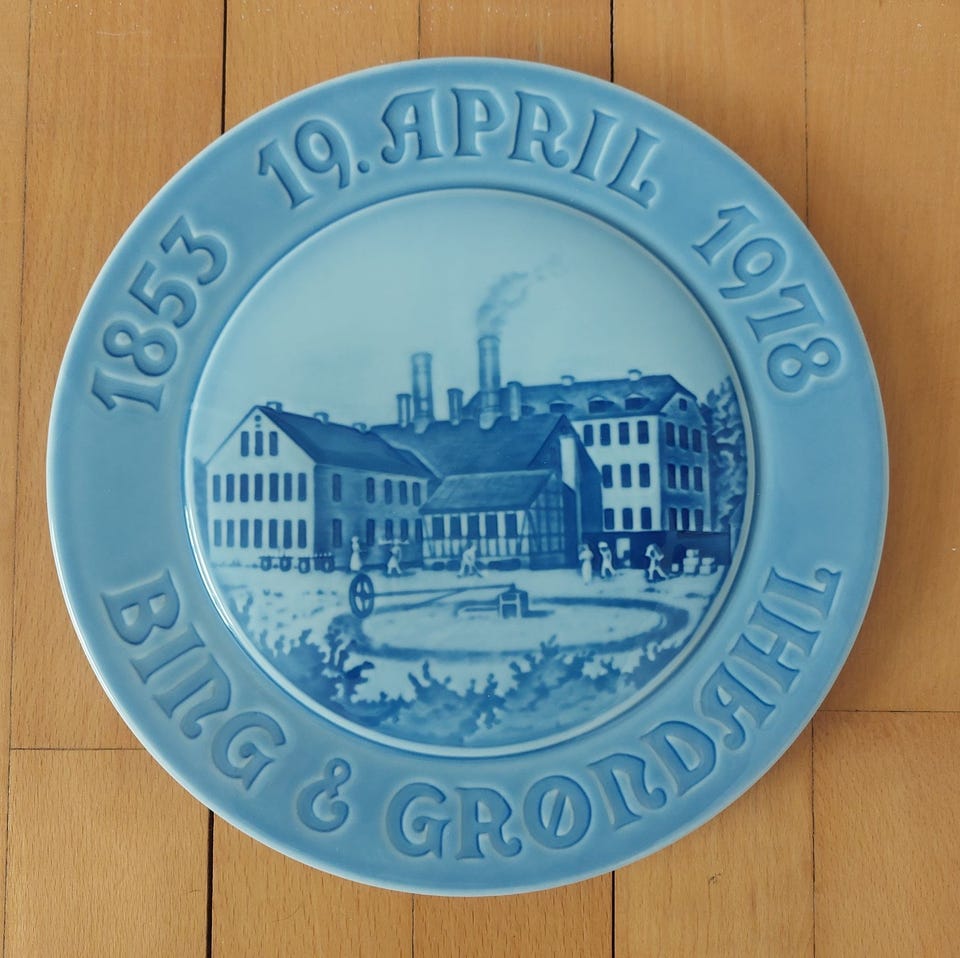 1853 19. APRIL 1978
BING & GRØNDAHL